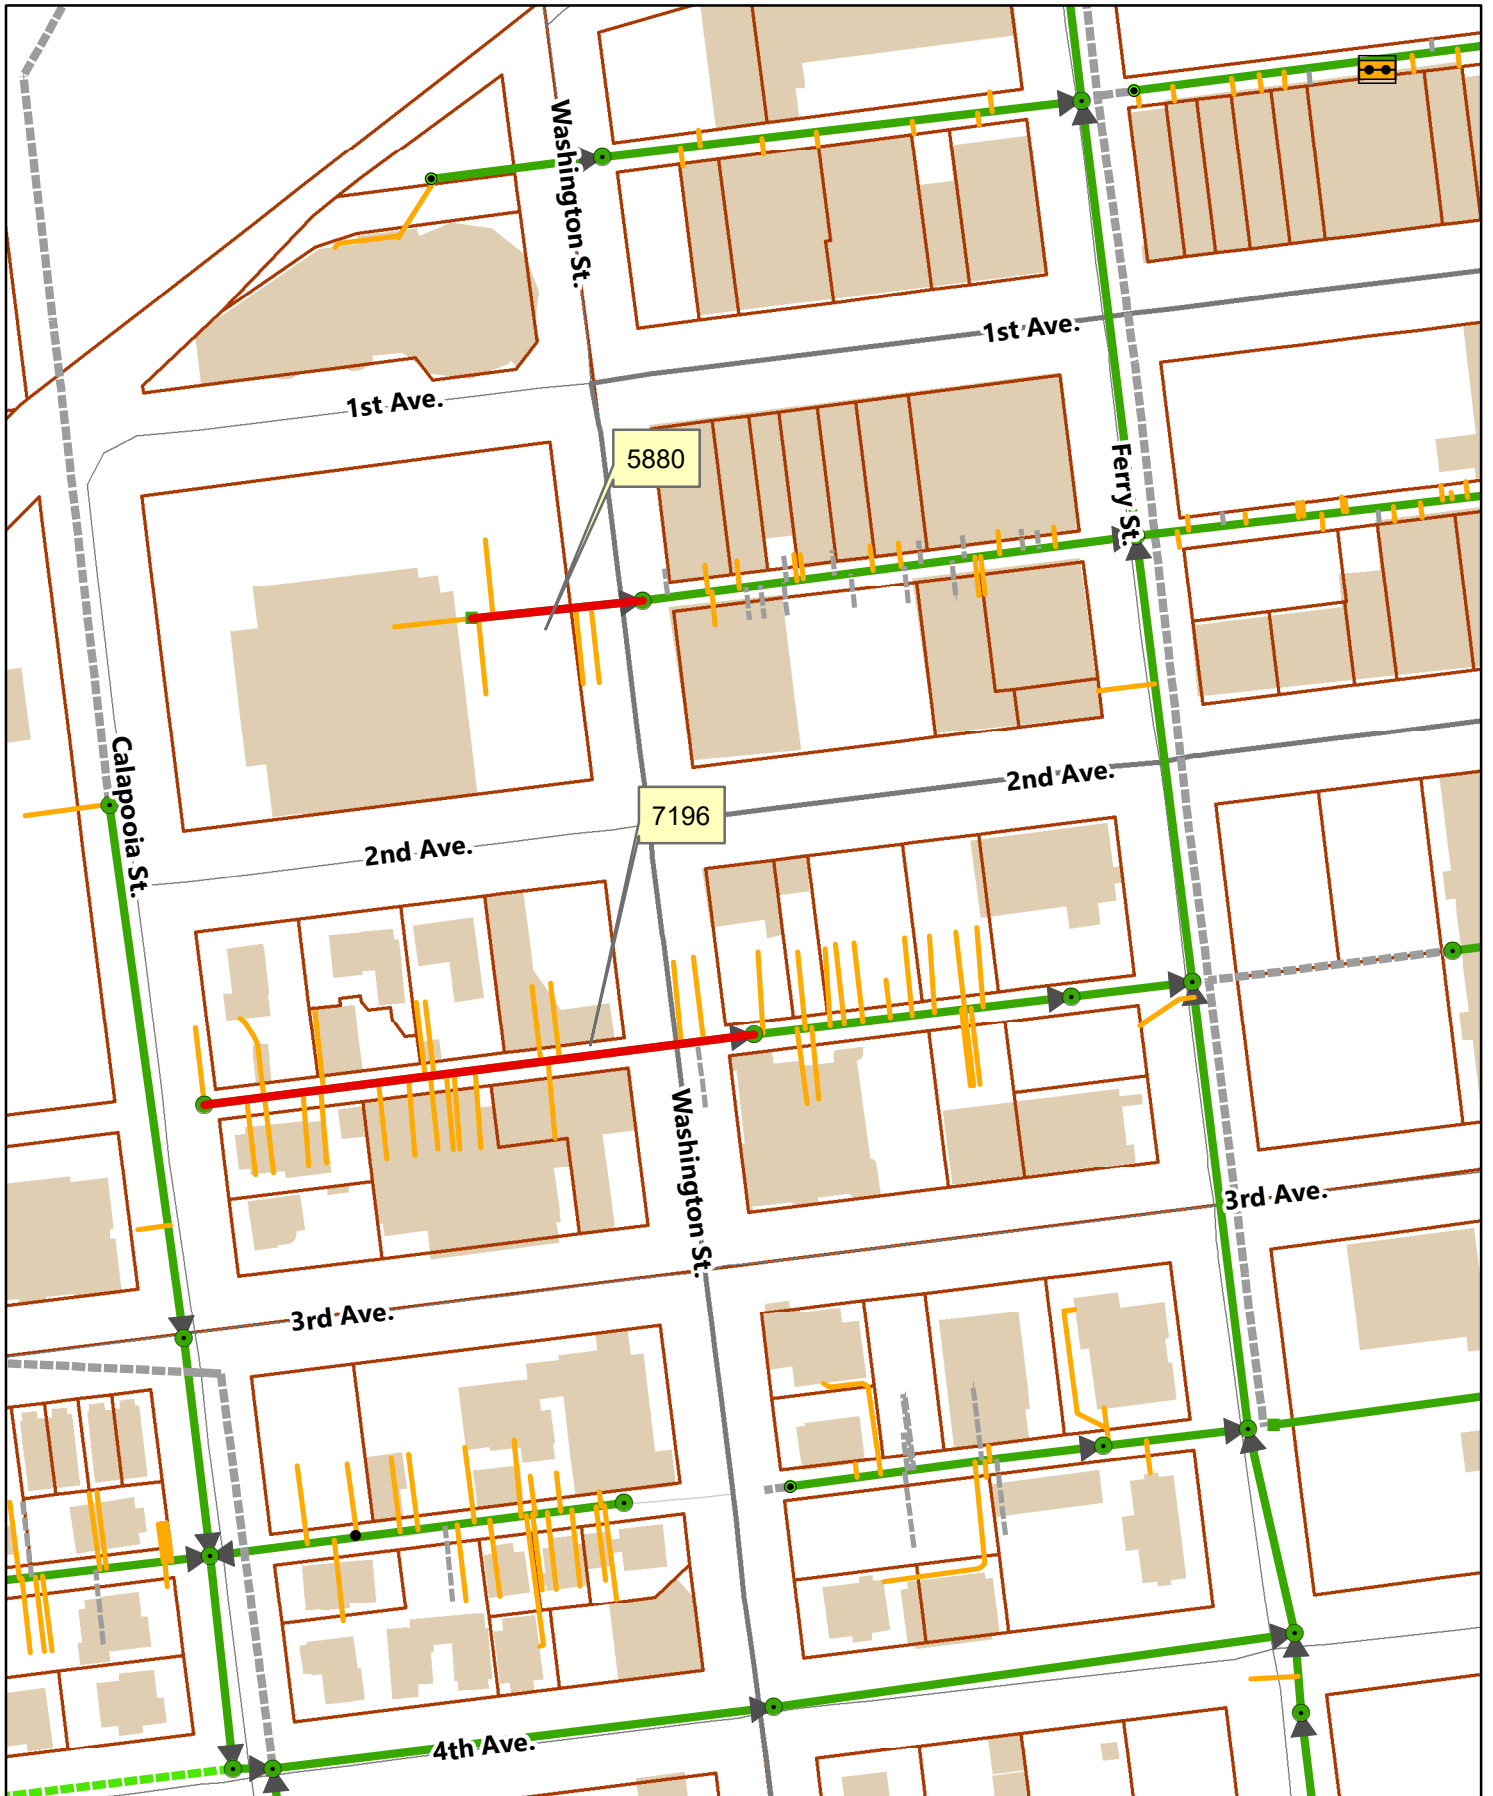 Washington St.
1st Ave.
1st Ave.
5880
Ferry St.
Calapooia St.
2nd Ave.
7196
2nd Ave.
Washington St.
3rd Ave.
3rd Ave.
4th Ave.